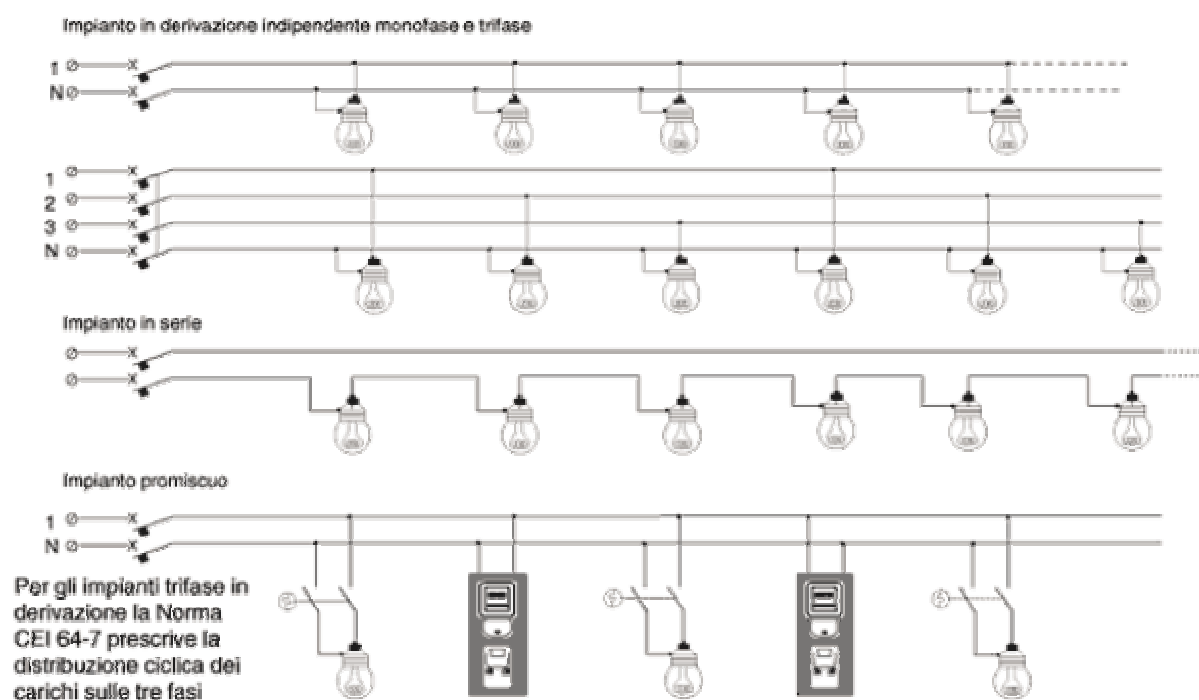 Impianto in derivazione indipendente monofase e trifase
1
N
1
2
3
N
Impianto in serie
Impianto promiscuo
1
N
Per gli impianti trifase in
derivazione la Norma
CEI 64-7 prescrive la
distribuzione ciclica dei
carichi sulle tre fasi